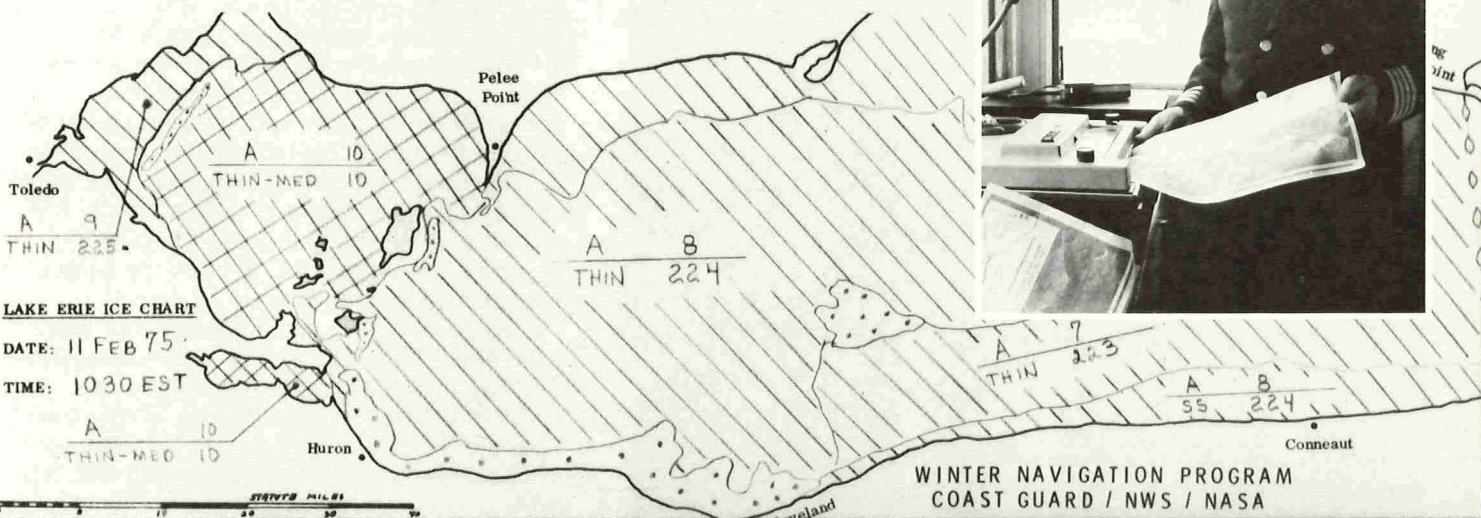 Pelee
Point
A 10
THIN-MED 10
Toledo
A 9
THIN 225
A 8
THIN 224
LAKE ERIE ICE CHART
DATE: 11 FEB 75
TIME: 1030 EST
A 7
THIN 223
A 8
SS 224
A 10
THIN-MED 10
Huron
Conneaut
STATUTE MILES
WINTER NAVIGATION PROGRAM
COAST GUARD / NWS / NASA